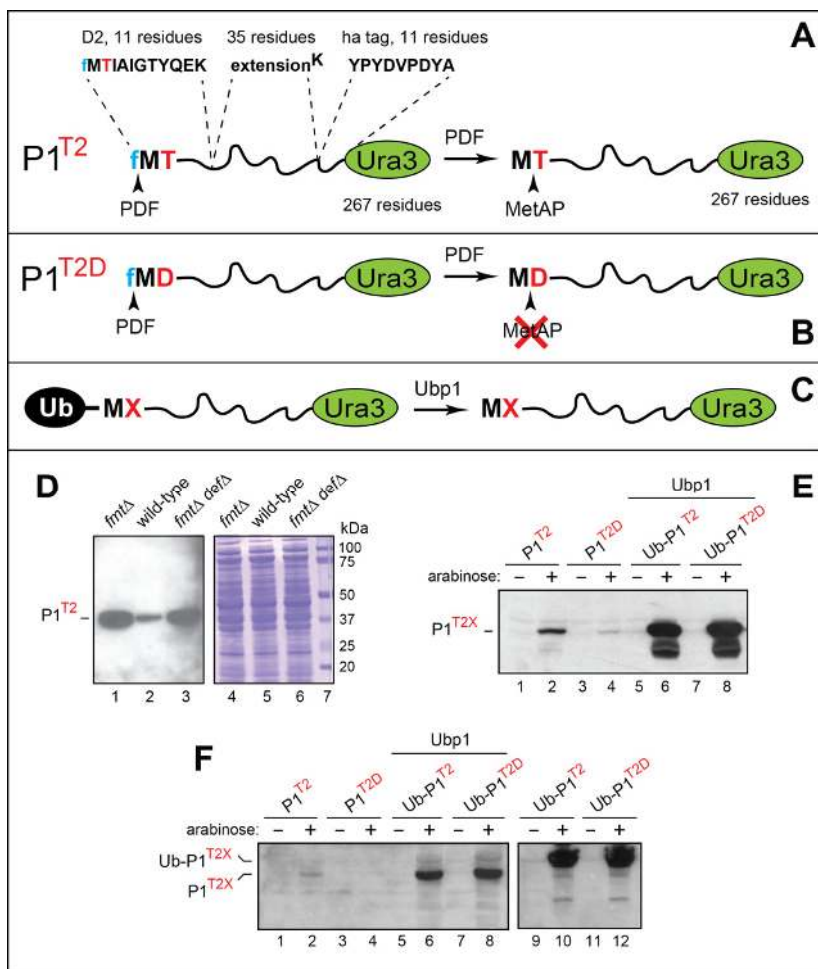 D2, 11 residues 35 residues ha tag, 11 residues A
fMTIAIGTYQEK extensionK YPYDVPDYA
P1T2 fMT Ura3 PDF MT Ura3
PDF 267 residues MetAP 267 residues
P1T2D fMD Ura3 PDF MD Ura3
PDF MetAP B
Ub MX Ura3 Ubp1 MX Ura3 C
D
fmtΔ wild-type fmtΔ defΔ fmtΔ wild-type fmtΔ defΔ
kDa
100
75
50
P1T2 – 37
25
20
1 2 3 4 5 6 7
E
Ubp1
P1T2 P1T2D Ub-P1T2 Ub-P1T2D
arabinose: – + – + – + – +
P1T2X –
1 2 3 4 5 6 7 8
F
Ubp1
P1T2 P1T2D Ub-P1T2 Ub-P1T2D Ub-P1T2 Ub-P1T2D
arabinose: – + – + – + – + – + – +
Ub-P1T2X
P1T2X
1 2 3 4 5 6 7 8 9 10 11 12